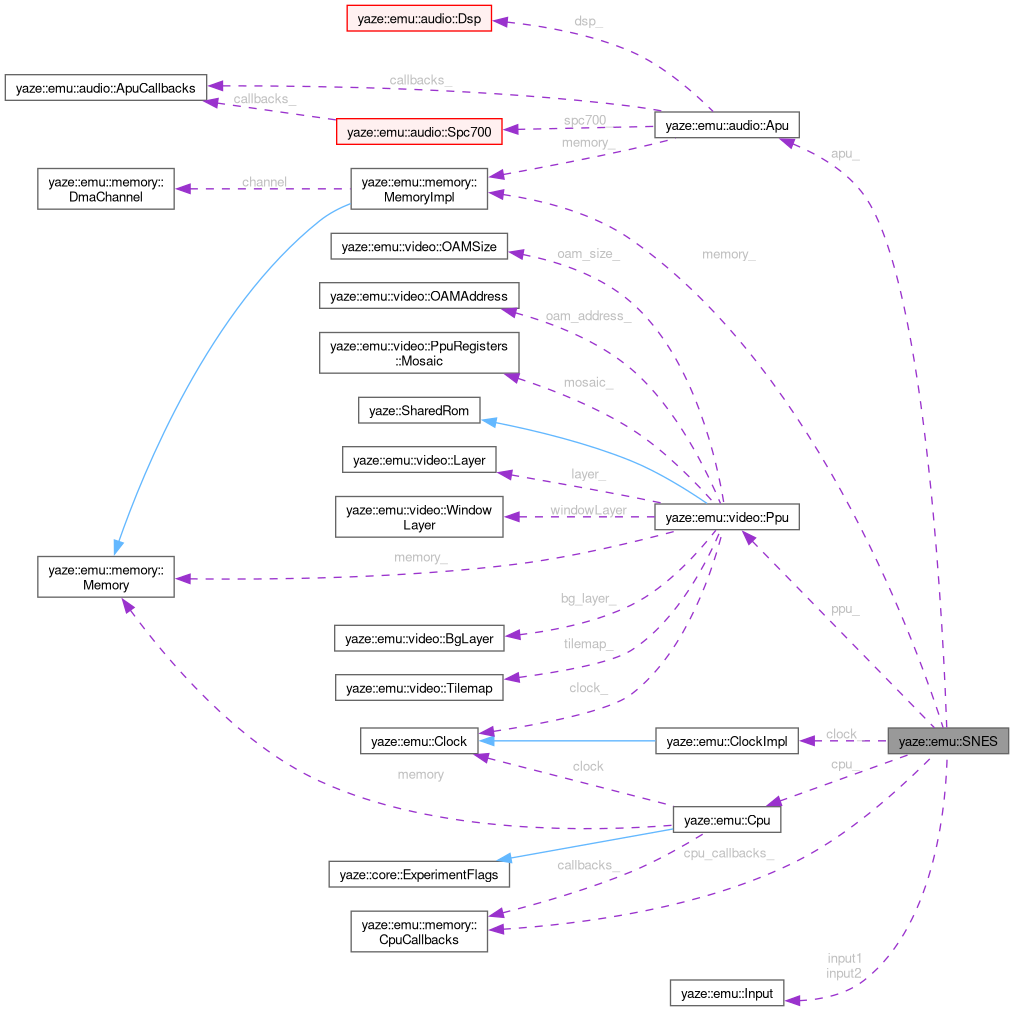 yaze::emu::audio::Dsp
dsp_
yaze::emu::audio::ApuCallbacks
callbacks_
callbacks_
yaze::emu::audio::Spc700
spc700
yaze::emu::audio::Apu
memory_
apu_
yaze::emu::memory::
DmaChannel
channel
yaze::emu::memory::
MemoryImpl
yaze::emu::video::OAMSize
oam_size_
memory_
yaze::emu::video::OAMAddress
oam_address_
yaze::emu::video::PpuRegisters
::Mosaic
mosaic_
yaze::SharedRom
yaze::emu::video::Layer
layer_
yaze::emu::video::Window
Layer
windowLayer
yaze::emu::video::Ppu
yaze::emu::memory::
Memory
memory_
bg_layer_
ppu_
yaze::emu::video::BgLayer
tilemap_
yaze::emu::video::Tilemap
clock_
yaze::emu::Clock
yaze::emu::ClockImpl
clock_
yaze::emu::SNES
memory
clock
cpu_
yaze::emu::Cpu
yaze::core::ExperimentFlags
callbacks_
cpu_callbacks_
yaze::emu::memory::
CpuCallbacks
input1
input2
yaze::emu::Input